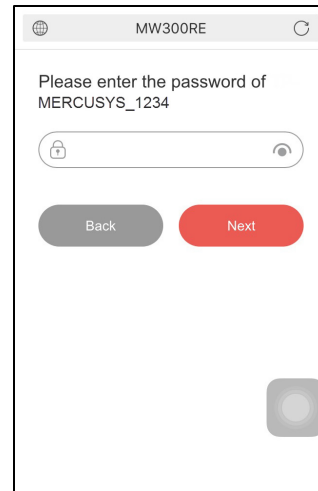 MW300RE
Please enter the password of
MERCUSYS_1234
Back
Next